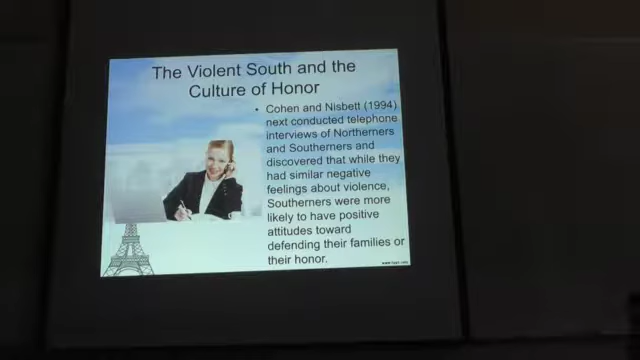 The Violent South and the
Culture of Honor
• Cohen and Nisbett (1994)
next conducted telephone
interviews of Northerners
and Southerners and
discovered that while they
had similar negative
feelings about violence,
Southerners were more
likely to have positive
attitudes toward
defending their families or
their honor.